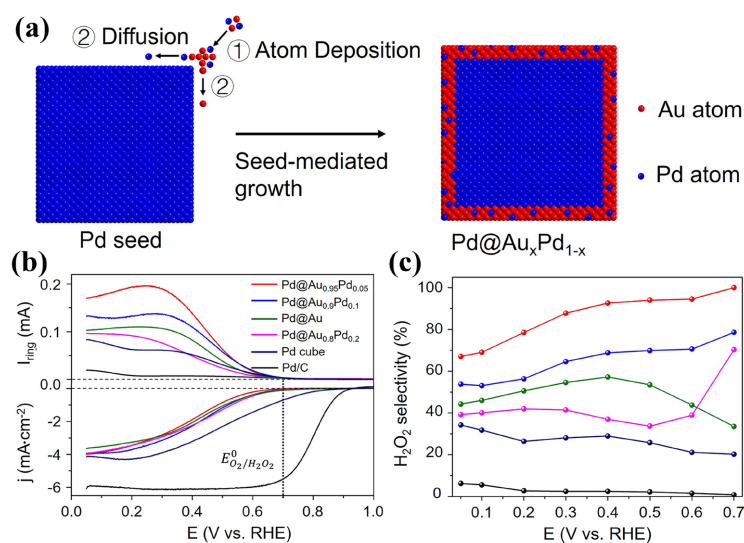 (a)
② Diffusion
① Atom Deposition
②
Seed-mediated
growth
Pd seed
Pd@AuₓPd₁₋ₓ
Au atom
Pd atom
(b)
0.2
0.1
0.0
I_ring (mA)
Pd@Au₀.₉₅Pd₀.₀₅
Pd@Au₀.₉Pd₀.₁
Pd@Au
Pd@Au₀.₈Pd₀.₂
Pd cube
Pd/C
-2
-4
-6
j (mA·cm⁻²)
E⁰O₂/H₂O₂
0.0 0.2 0.4 0.6 0.8 1.0
E (V vs. RHE)
(c)
100
80
60
40
20
0
H₂O₂ selectivity (%)
0.1 0.2 0.3 0.4 0.5 0.6 0.7
E (V vs. RHE)